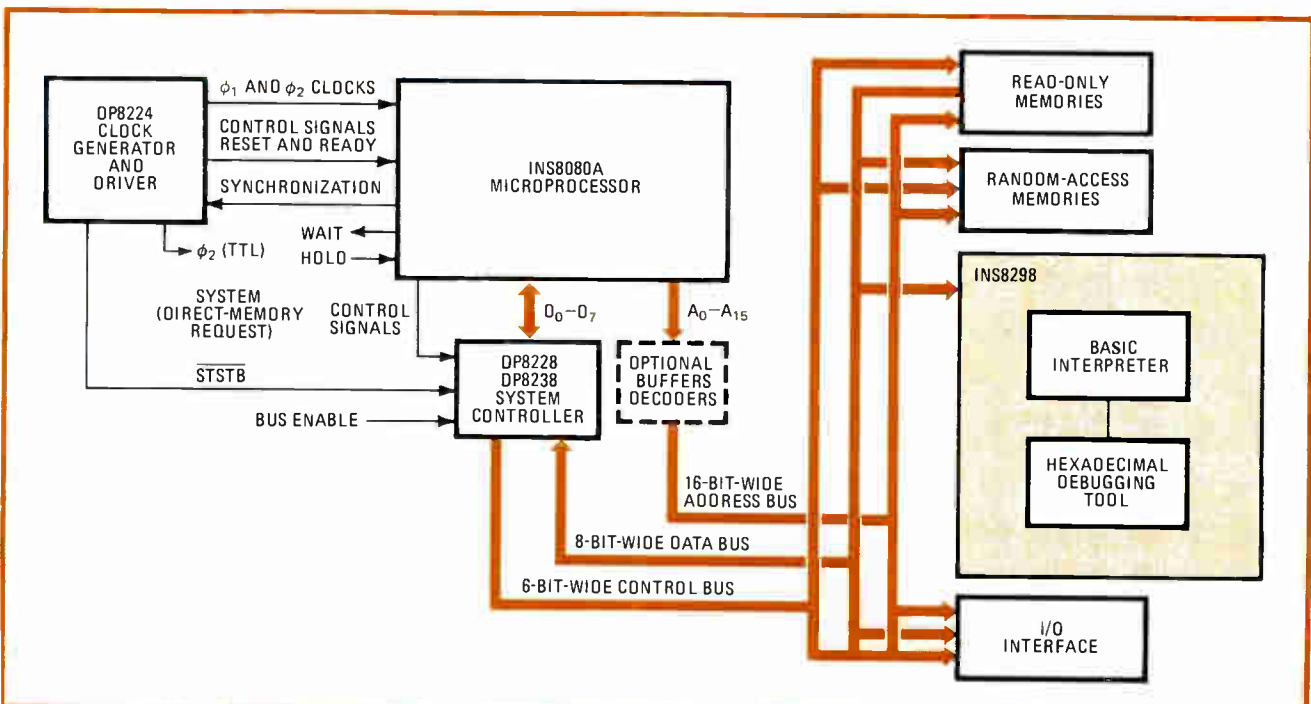 DP8224
CLOCK
GENERATOR
AND
DRIVER
ϕ₁ AND ϕ₂ CLOCKS
CONTROL SIGNALS
RESET AND READY
SYNCHRONIZATION
WAIT
HOLD
ϕ₂ (TTL)
INS8080A
MICROPROCESSOR
SYSTEM
(DIRECT-MEMORY
REQUEST)
CONTROL
SIGNALS
D₀–D₇
A₀–A₁₅
STSTB
BUS ENABLE
DP8228
DP8238
SYSTEM
CONTROLLER
OPTIONAL
BUFFERS
DECODERS
16-BIT-WIDE
ADDRESS BUS
8-BIT-WIDE DATA BUS
6-BIT-WIDE CONTROL BUS
READ-ONLY
MEMORIES
RANDOM-ACCESS
MEMORIES
INS8298
BASIC
INTERPRETER
HEXADECIMAL
DEBUGGING
TOOL
I/O
INTERFACE